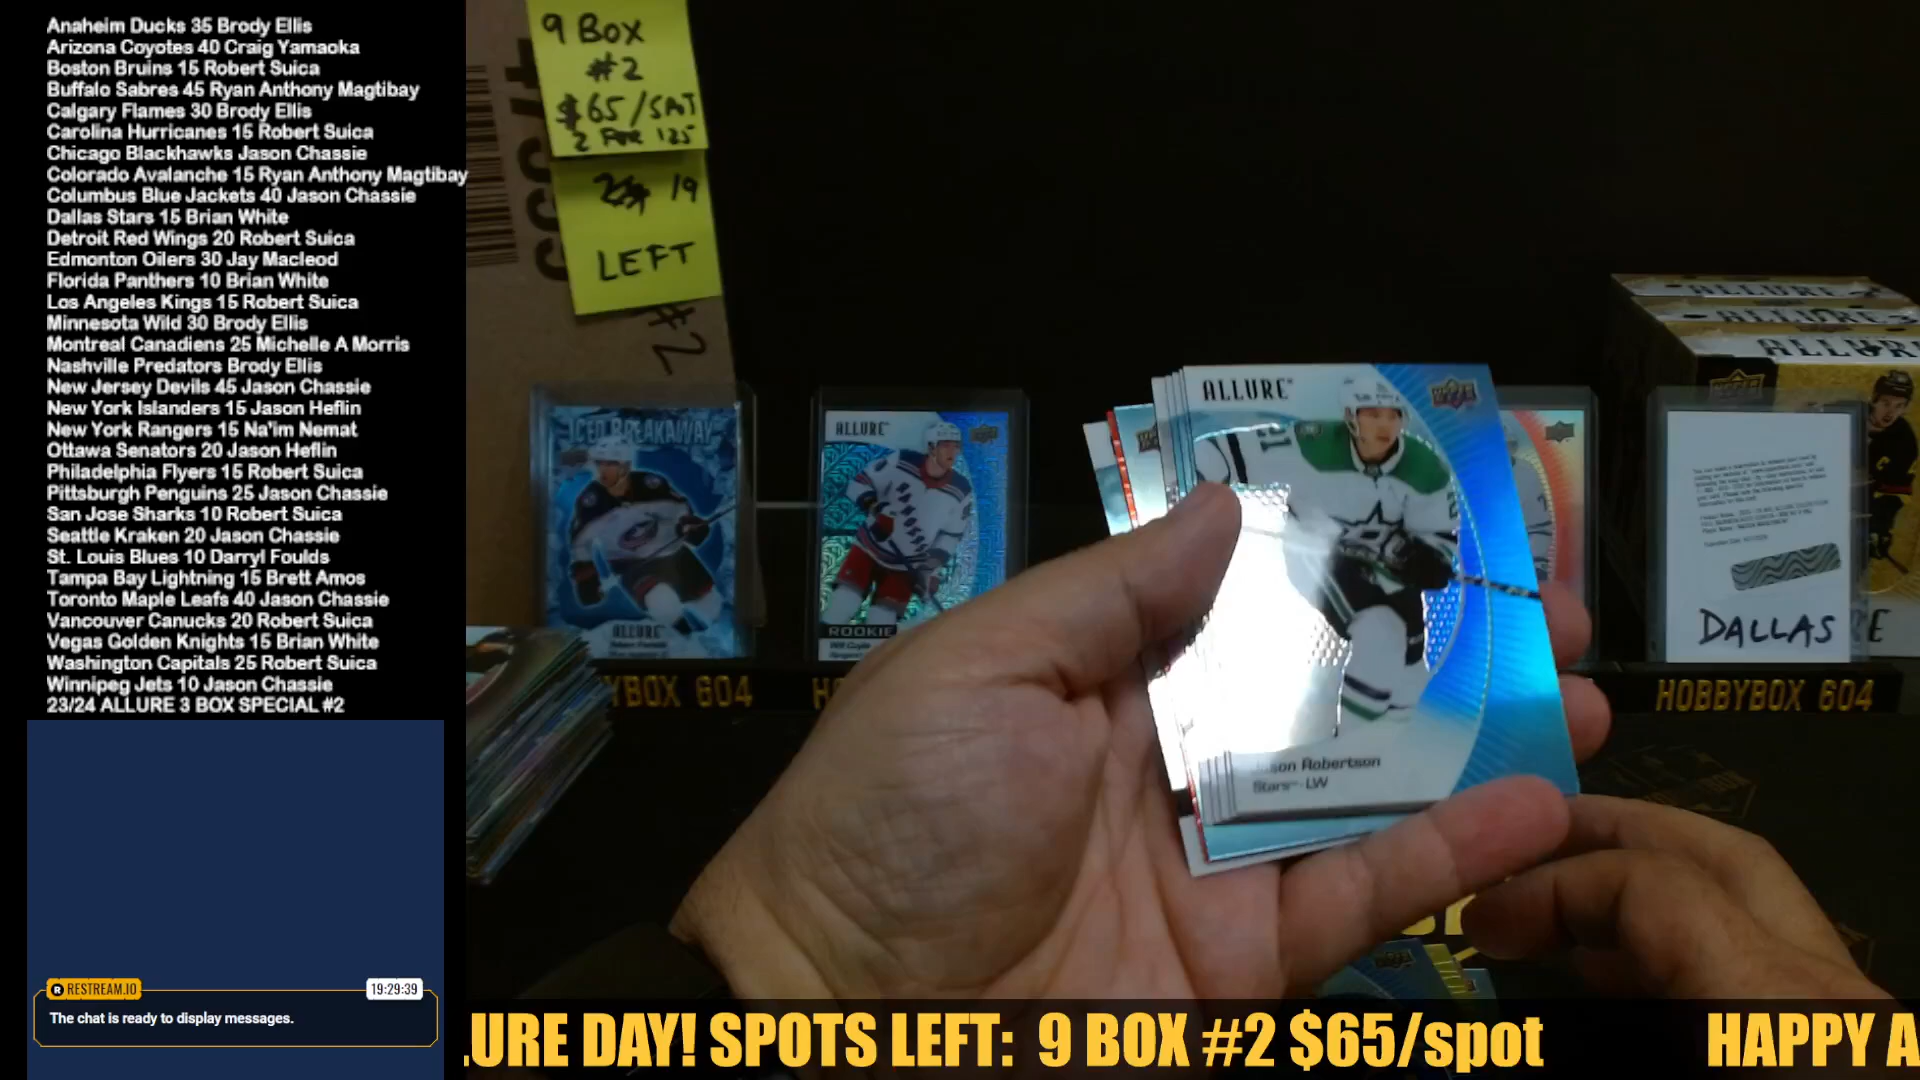 Anaheim Ducks 35 Brody Ellis
Arizona Coyotes 40 Craig Yamaoka
Boston Bruins 15 Robert Suica
Buffalo Sabres 45 Ryan Anthony Magtibay
Calgary Flames 30 Brody Ellis
Carolina Hurricanes 15 Robert Suica
Chicago Blackhawks Jason Chassie
Colorado Avalanche 15 Ryan Anthony Magtibay
Columbus Blue Jackets 40 Jason Chassie
Dallas Stars 15 Brian White
Detroit Red Wings 20 Robert Suica
Edmonton Oilers 30 Jay Macleod
Florida Panthers 10 Brian White
Los Angeles Kings 15 Robert Suica
Minnesota Wild 30 Brody Ellis
Montreal Canadiens 25 Michelle A Morris
Nashville Predators Brody Ellis
New Jersey Devils 45 Jason Chassie
New York Islanders 15 Jason Heflin
New York Rangers 15 Na'im Nemat
Ottawa Senators 20 Jason Heflin
Philadelphia Flyers 15 Robert Suica
Pittsburgh Penguins 25 Jason Chassie
San Jose Sharks 10 Robert Suica
Seattle Kraken 20 Jason Chassie
St. Louis Blues 10 Darryl Foulds
Tampa Bay Lightning 15 Brett Amos
Toronto Maple Leafs 40 Jason Chassie
Vancouver Canucks 20 Robert Suica
Vegas Golden Knights 15 Brian White
Washington Capitals 25 Robert Suica
Winnipeg Jets 10 Jason Chassie
23/24 ALLURE 3 BOX SPECIAL #2
RESTREAM.IO
19:29:39
The chat is ready to display messages.
9 BOX
#2
$65/SPOT
2 FOR 125
19
LEFT
#2
ICED BREAKAWAY
ALLURE
ALLURE
ROOKIE
ALLURE
21
son Robertson
Stars LW
ALLURE
ALLURE
ALLURE
DALLAS
YBOX 604
HOBBYBOX 604
.URE DAY! SPOTS LEFT: 9 BOX #2 $65/spot
HAPPY A